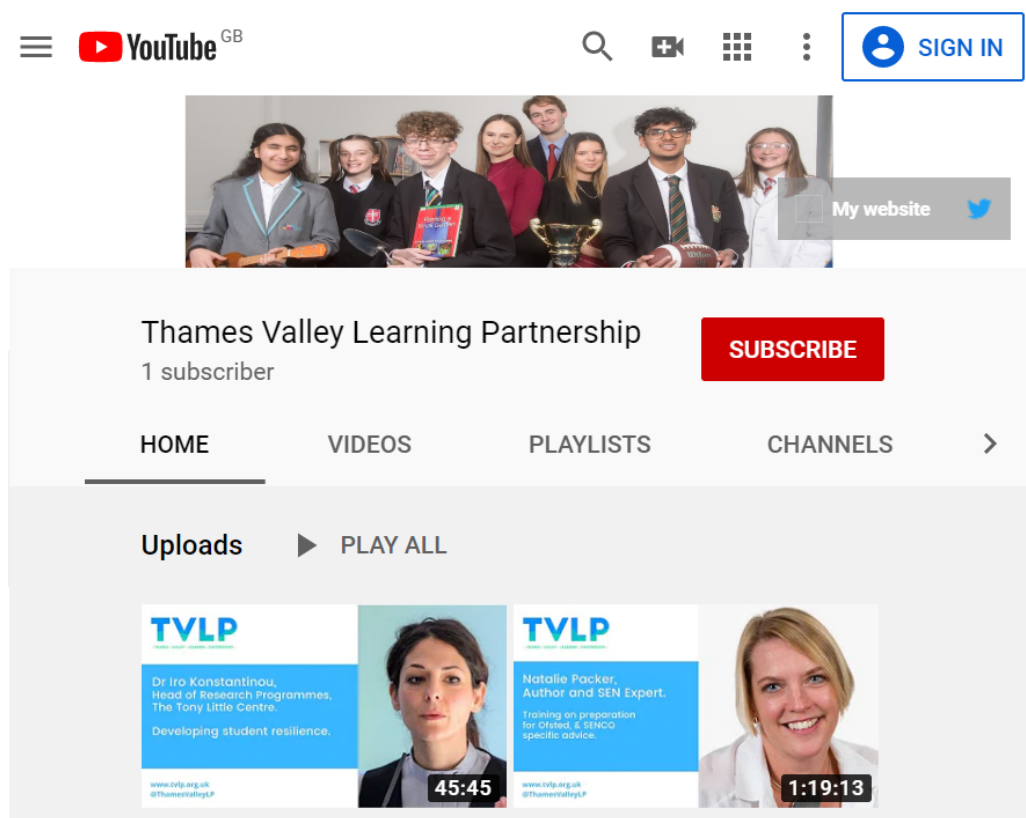 YouTube GB
SIGN IN
My website
Thames Valley Learning Partnership
1 subscriber
SUBSCRIBE
HOME
VIDEOS
PLAYLISTS
CHANNELS
Uploads
PLAY ALL
TVLP
Dr Iro Konstantinou,
Head of Research Programmes,
The Tony Little Centre.
Developing student resilience.
www.tvlp.org.uk
@ThamesValleyLP
45:45
TVLP
Natalie Packer,
Author and SEN Expert.
Training on preparation
for Ofsted, & SENCO
specific advice.
www.tvlp.org.uk
@ThamesValleyLP
1:19:13